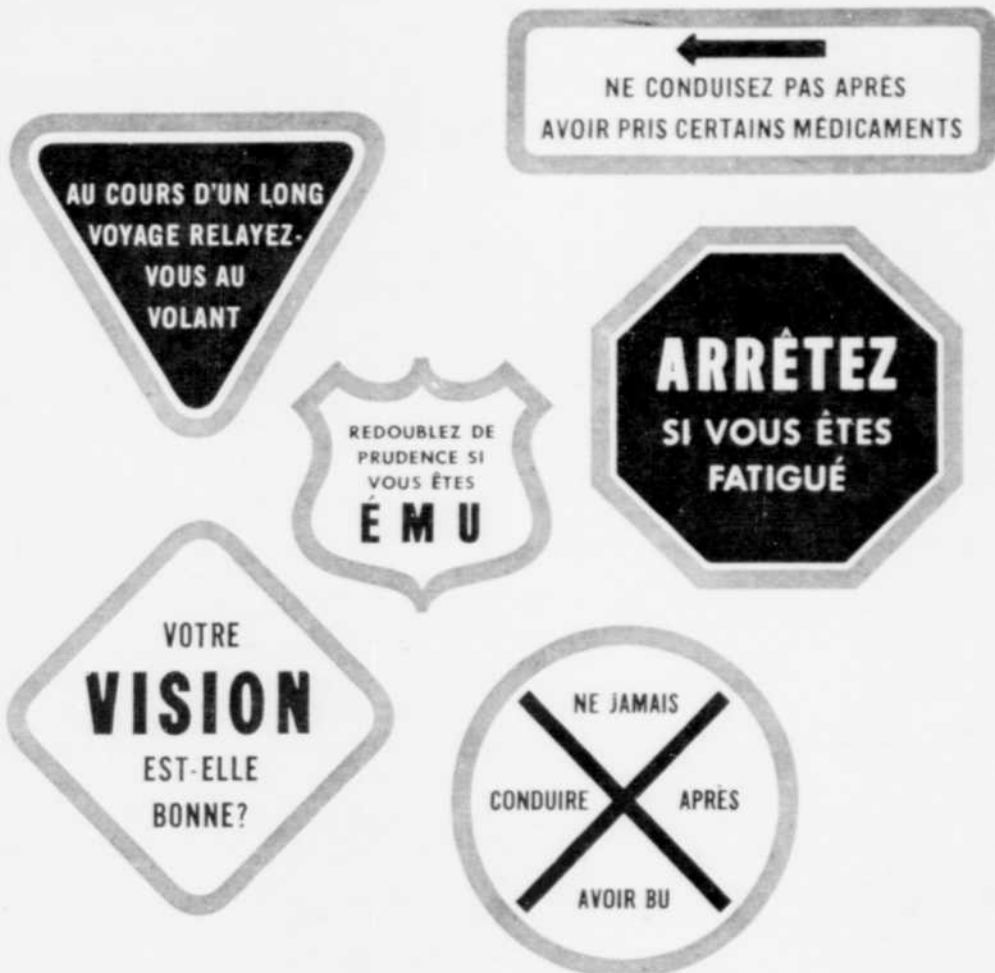 NE CONDUISEZ PAS APRÈS
AVOIR PRIS CERTAINS MÉDICAMENTS
AU COURS D'UN LONG
VOYAGE RELAYEZ-
VOUS AU
VOLANT
ARRÊTEZ
SI VOUS ÊTES
FATIGUÉ
REDOUBLEZ DE
PRUDENCE SI
VOUS ÊTES
ÉMU
VOTRE
VISION
EST-ELLE
BONNE?
NE JAMAIS
CONDUIRE APRÈS
AVOIR BU